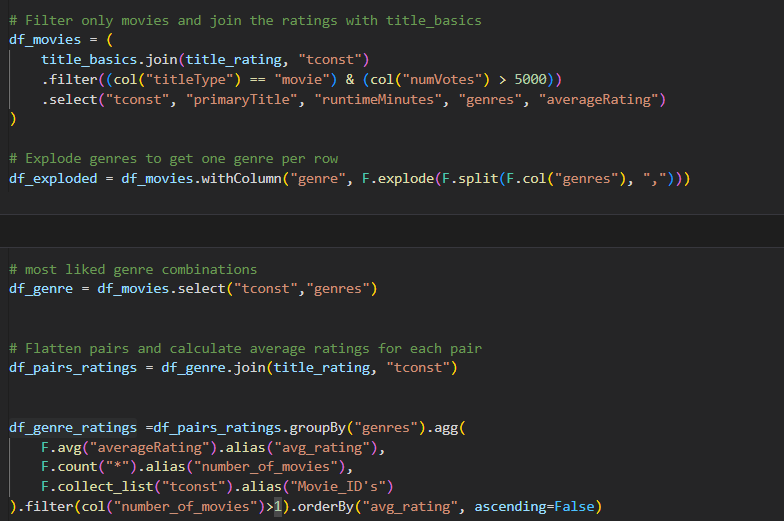 # Filter only movies and join the ratings with title_basics
df_movies = (
    title_basics.join(title_rating, "tconst")
    .filter((col("titleType") == "movie") & (col("numVotes") > 5000))
    .select("tconst", "primaryTitle", "runtimeMinutes", "genres", "averageRating")
)
# Explode genres to get one genre per row
df_exploded = df_movies.withColumn("genre", F.explode(F.split(F.col("genres"), ",")))
# most liked genre combinations
df_genre = df_movies.select("tconst","genres")
# Flatten pairs and calculate average ratings for each pair
df_pairs_ratings = df_genre.join(title_rating, "tconst")
df_genre_ratings =df_pairs_ratings.groupBy("genres").agg(
    F.avg("averageRating").alias("avg_rating"),
    F.count("*").alias("number_of_movies"),
    F.collect_list("tconst").alias("Movie_ID's")
).filter(col("number_of_movies")>1).orderBy("avg_rating", ascending=False)